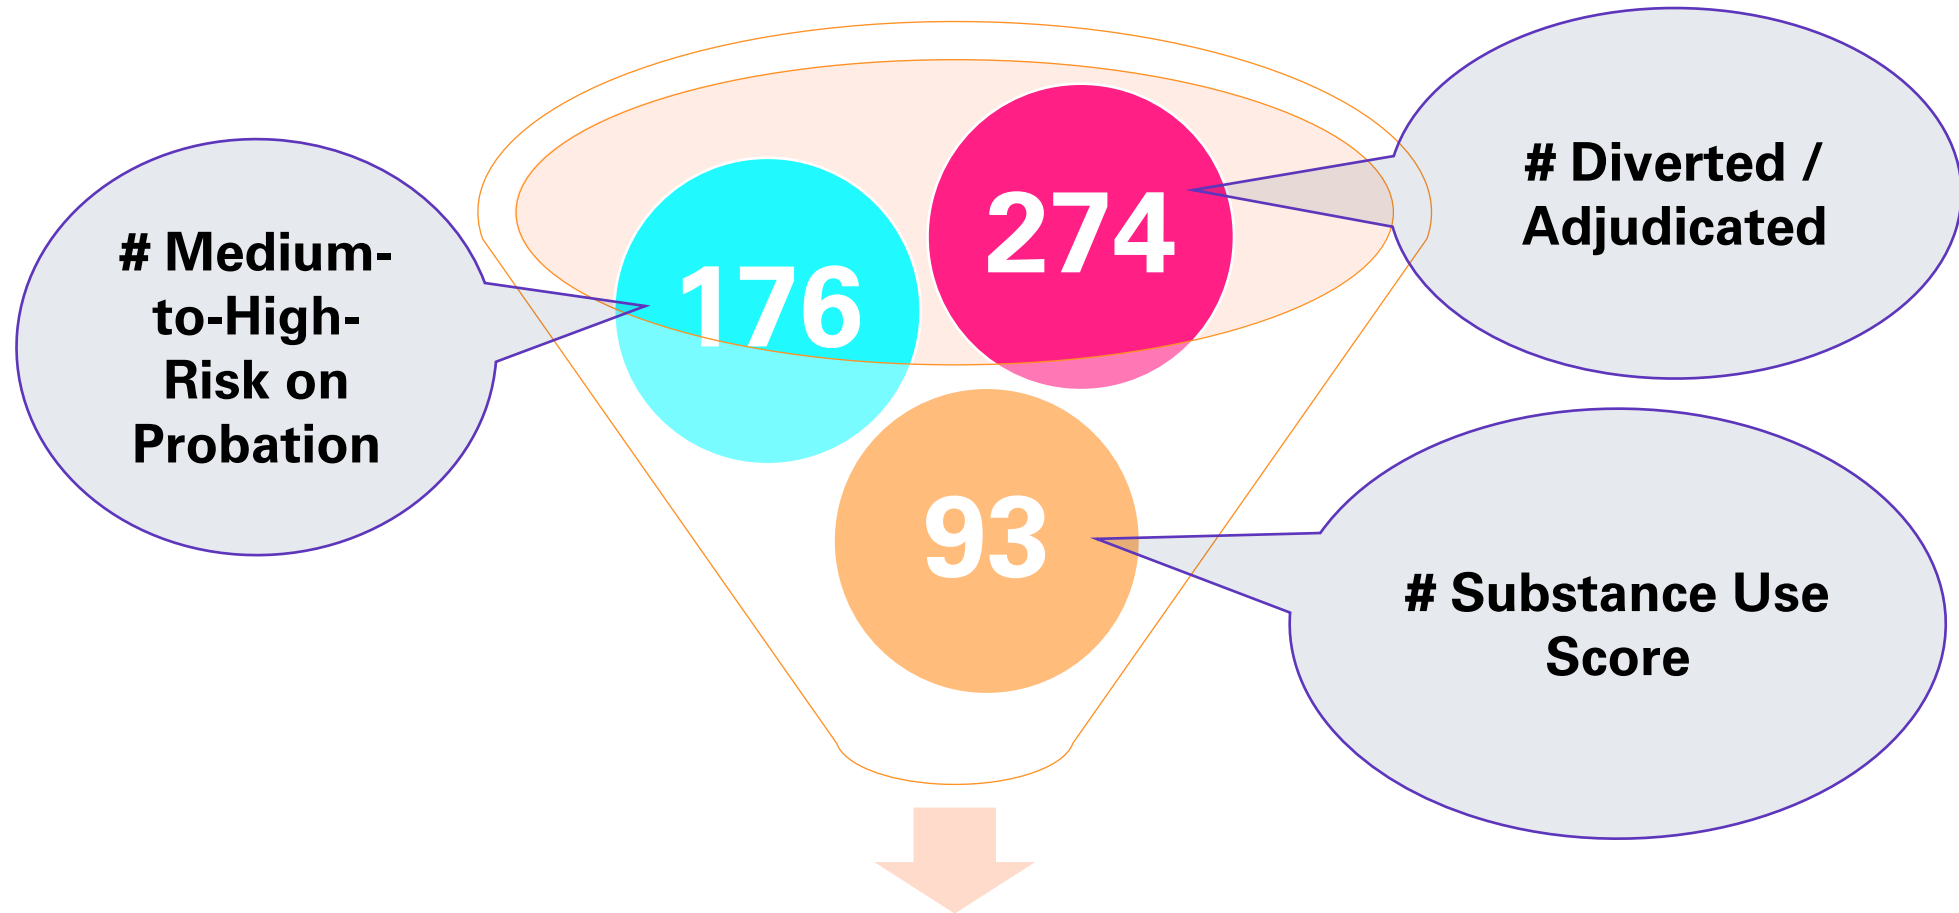 # Medium-
to-High-
Risk on
Probation
176
274
# Diverted /
Adjudicated
93
# Substance Use
Score